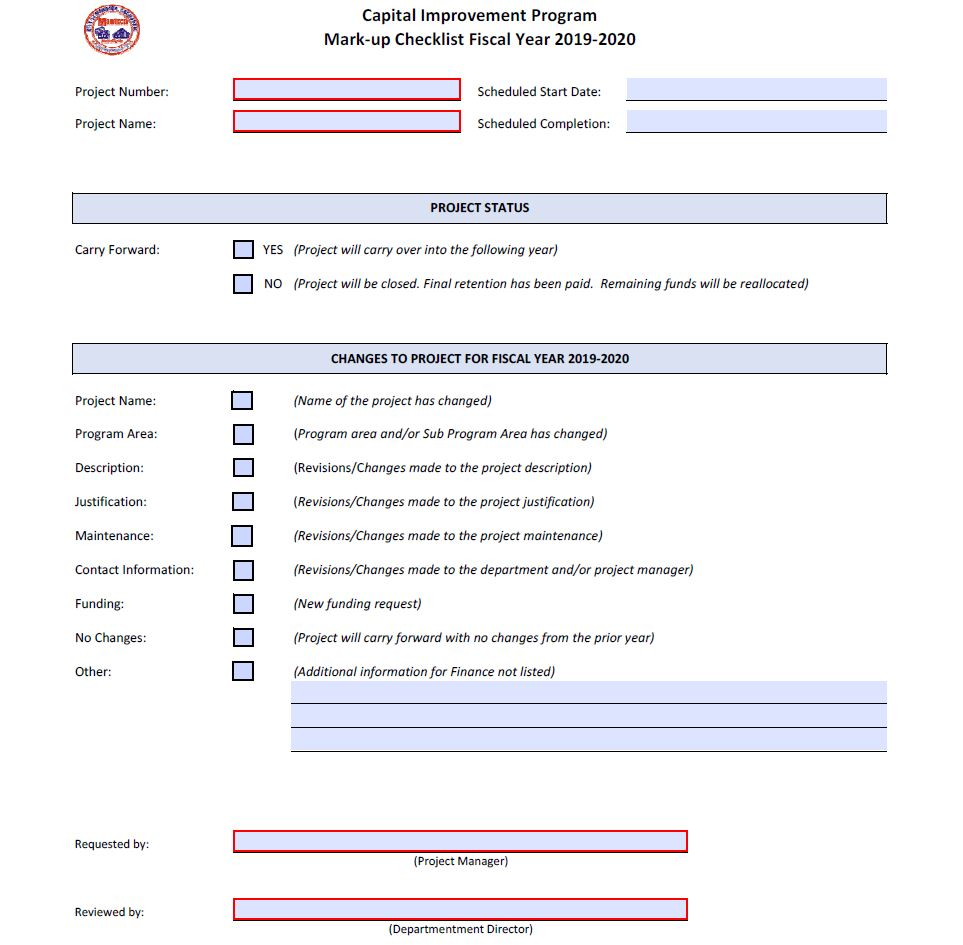 Capital Improvement Program
Mark-up Checklist Fiscal Year 2019-2020
Project Number: Scheduled Start Date:
Project Name: Scheduled Completion:
PROJECT STATUS
Carry Forward: YES (Project will carry over into the following year)
NO (Project will be closed. Final retention has been paid. Remaining funds will be reallocated)
CHANGES TO PROJECT FOR FISCAL YEAR 2019-2020
Project Name: (Name of the project has changed)
Program Area: (Program area and/or Sub Program Area has changed)
Description: (Revisions/Changes made to the project description)
Justification: (Revisions/Changes made to the project justification)
Maintenance: (Revisions/Changes made to the project maintenance)
Contact Information: (Revisions/Changes made to the department and/or project manager)
Funding: (New funding request)
No Changes: (Project will carry forward with no changes from the prior year)
Other: (Additional information for Finance not listed)
Requested by:
(Project Manager)
Reviewed by:
(Departmentment Director)